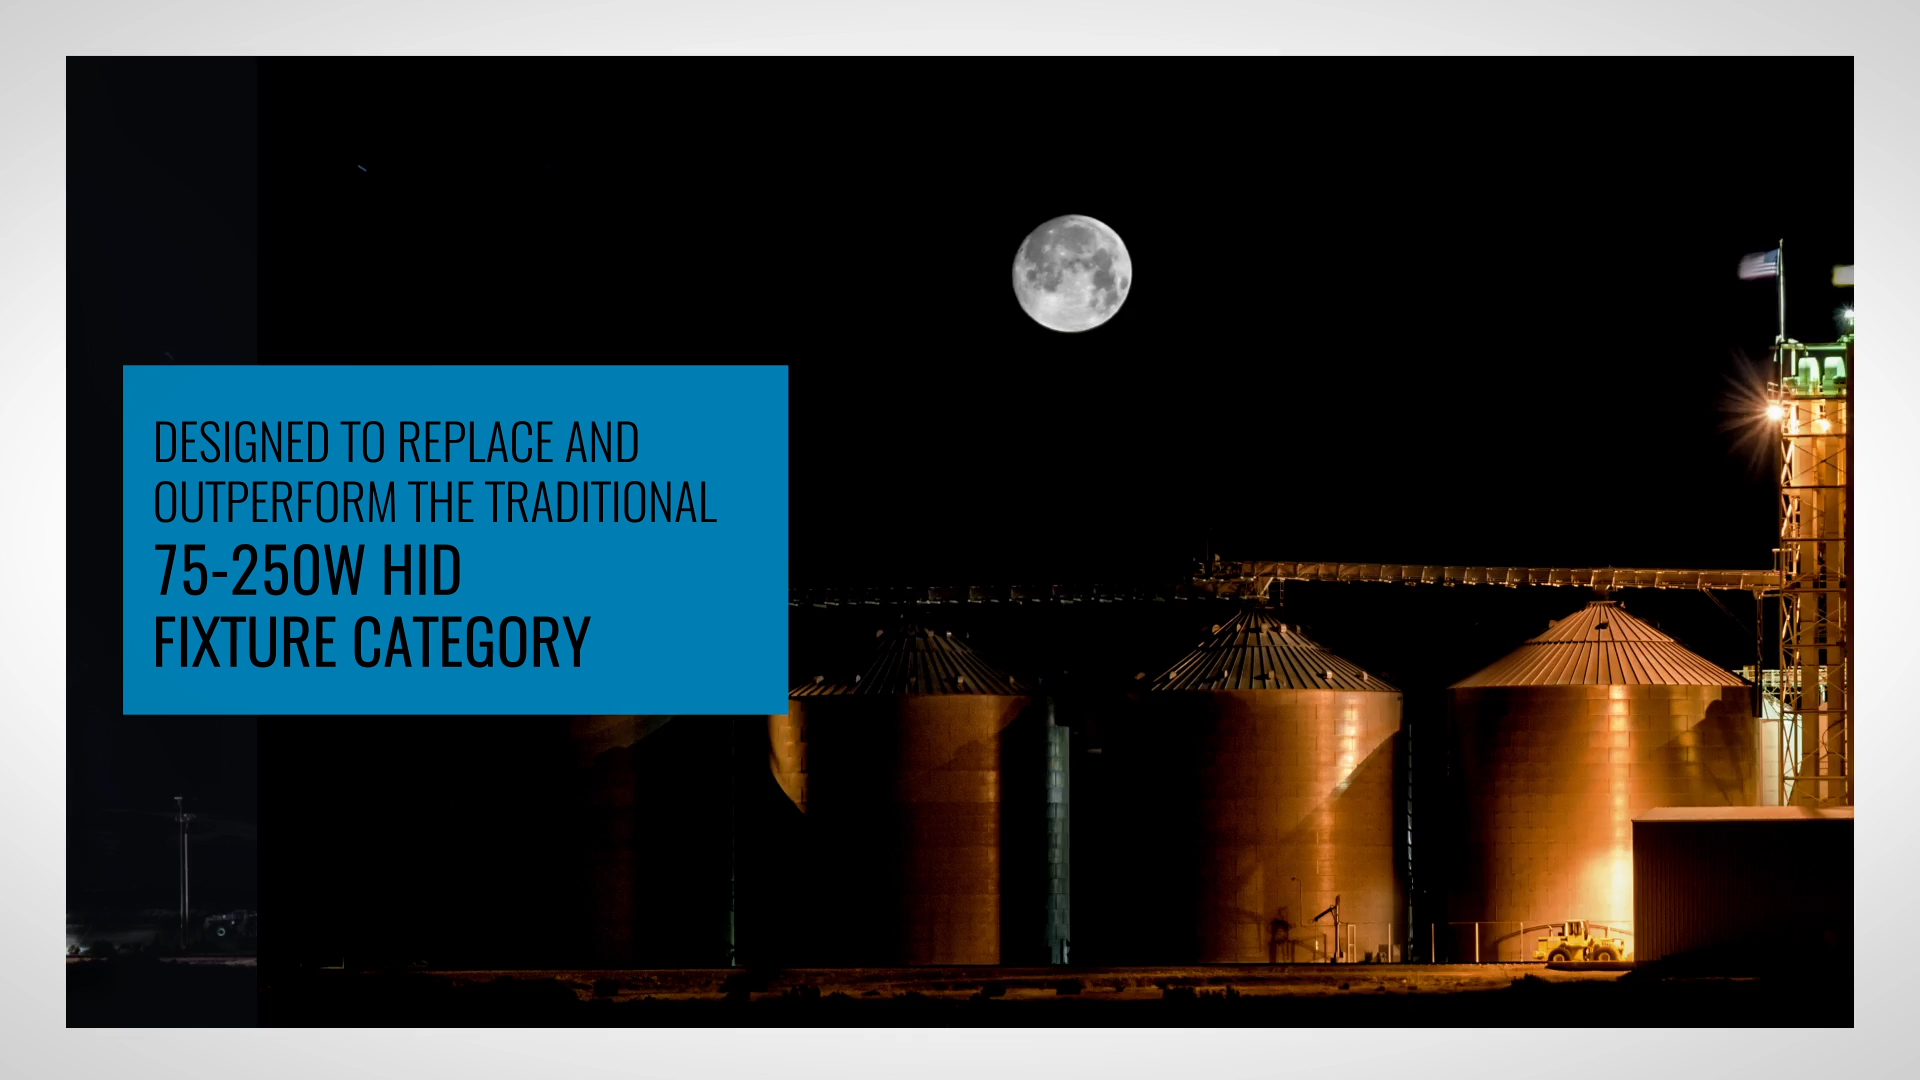 DESIGNED TO REPLACE AND
OUTPERFORM THE TRADITIONAL
75-250W HID
FIXTURE CATEGORY